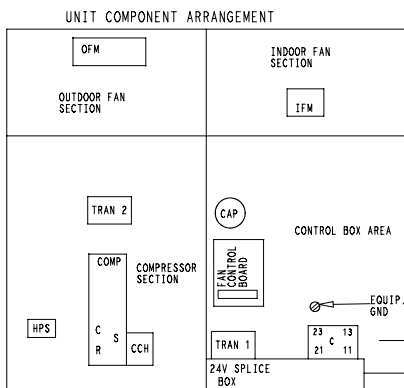 UNIT COMPONENT ARRANGEMENT
OFM
OUTDOOR FAN
SECTION
INDOOR FAN
SECTION
IFM
TRAN 2
COMP
COMPRESSOR
SECTION
HPS
C
S
R
CCH
CAP
CONTROL BOX AREA
FAN
CONTROL
BOARD
EQUIP.
GND
TRAN 1
23 13
C
21 11
24V SPLICE
BOX